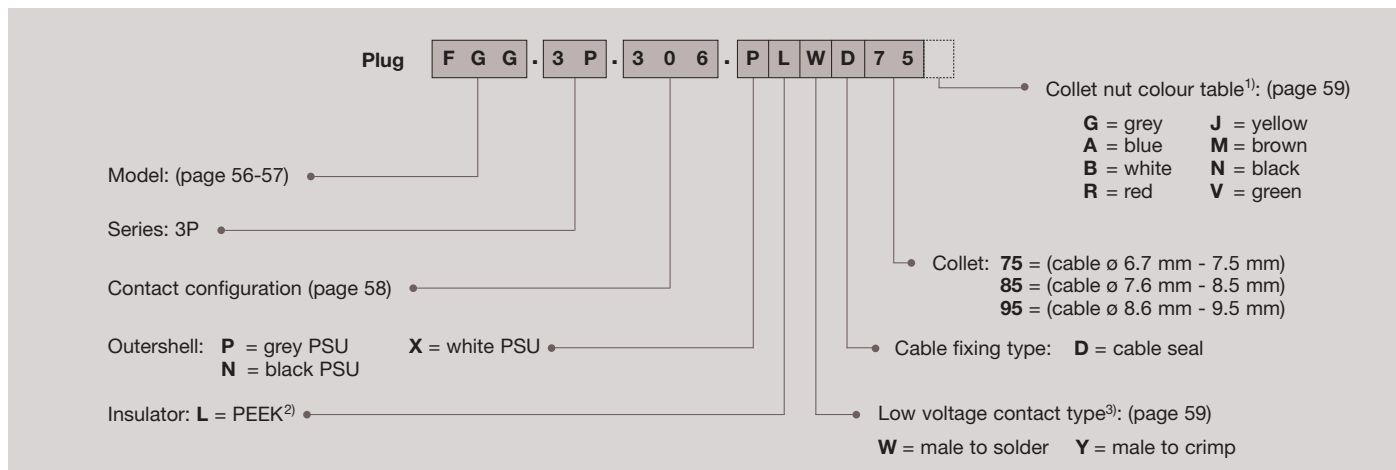 Plug F G G . 3 P . 3 0 6 . P L W D 7 5
Collet nut colour table1): (page 59)
G = grey J = yellow
A = blue M = brown
B = white N = black
R = red V = green
Model: (page 56-57)
Series: 3P
Collet: 75 = (cable ø 6.7 mm - 7.5 mm)
85 = (cable ø 7.6 mm - 8.5 mm)
95 = (cable ø 8.6 mm - 9.5 mm)
Contact configuration (page 58)
Outershell: P = grey PSU X = white PSU
N = black PSU
Cable fixing type: D = cable seal
Insulator: L = PEEK2)
Low voltage contact type3): (page 59)
W = male to solder Y = male to crimp